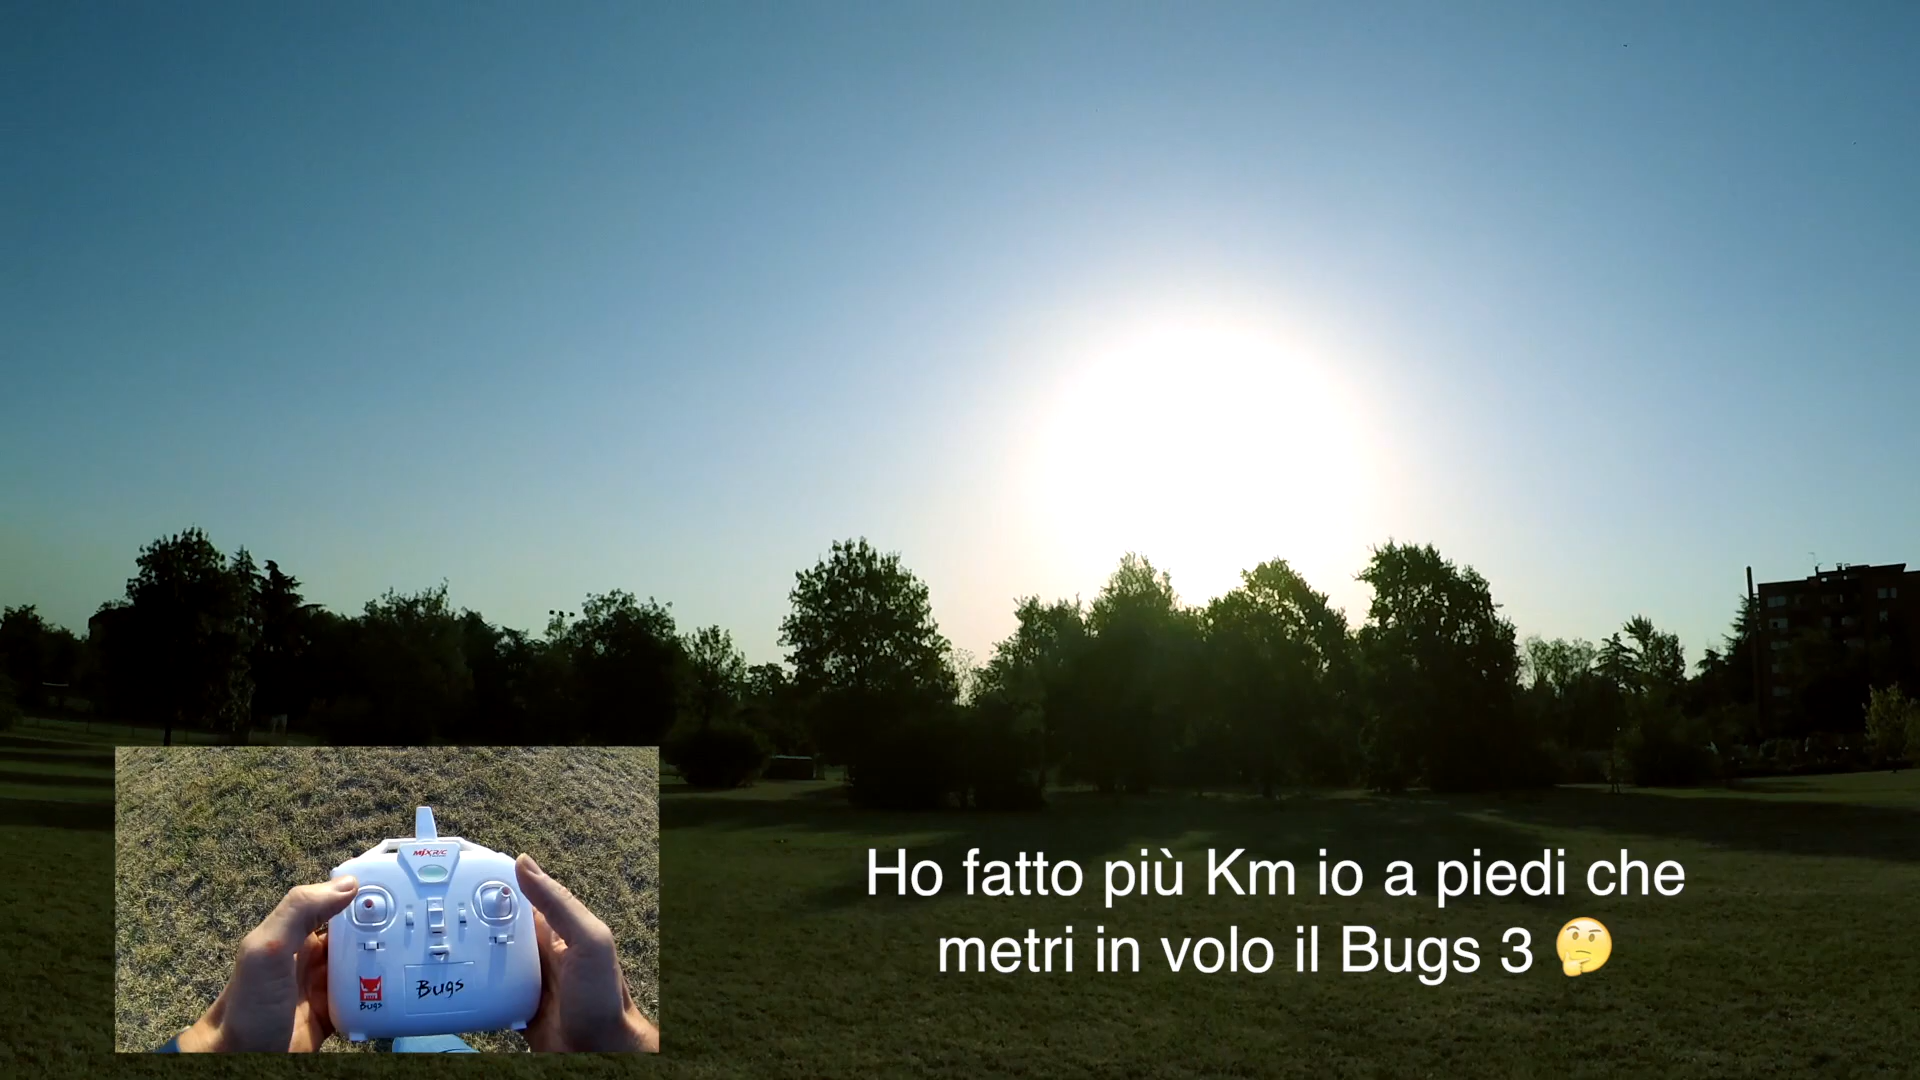 MJX R/C
Bugs
Bugs
Ho fatto più Km io a piedi che
metri in volo il Bugs 3 🤔